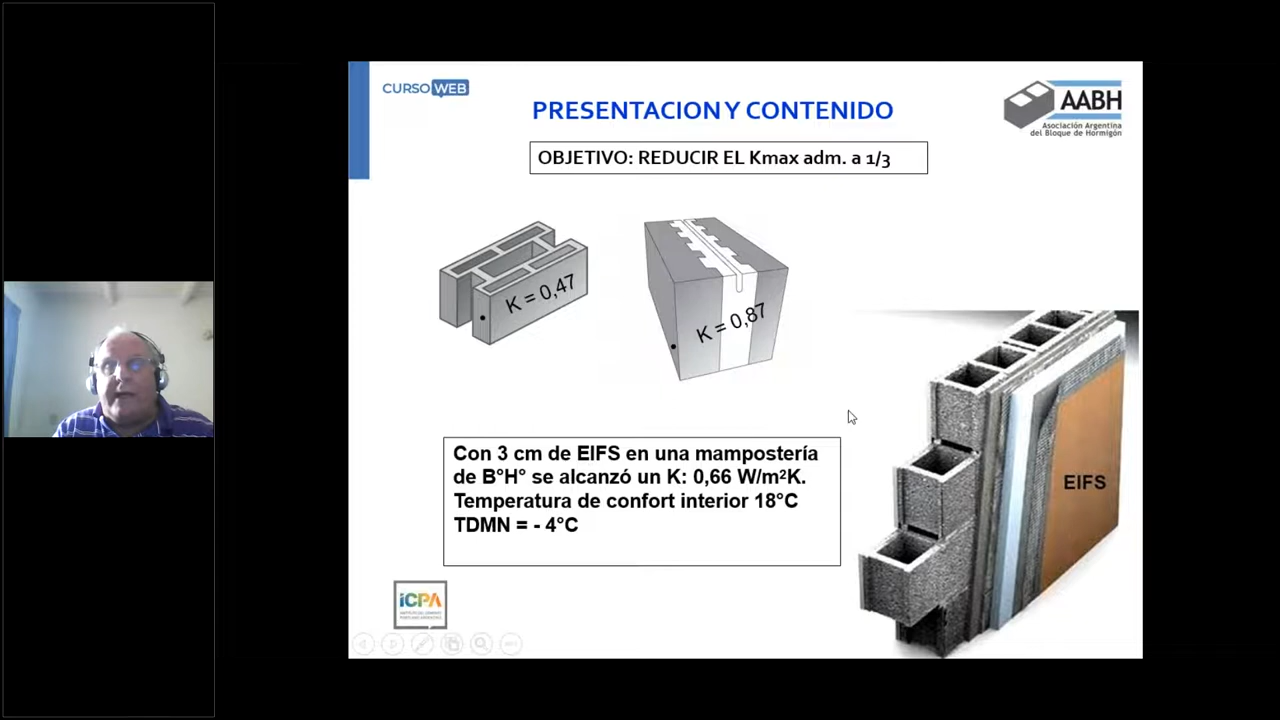 CURSO WEB
PRESENTACION Y CONTENIDO
AABH
Asociación Argentina
del Bloque de Hormigón
OBJETIVO: REDUCIR EL Kmax adm. a 1/3
K = 0,47
K = 0,87
EIFS
Con 3 cm de EIFS en una mampostería
de B°H° se alcanzó un K: 0,66 W/m²K.
Temperatura de confort interior 18°C
TDMN = - 4°C
iCPA